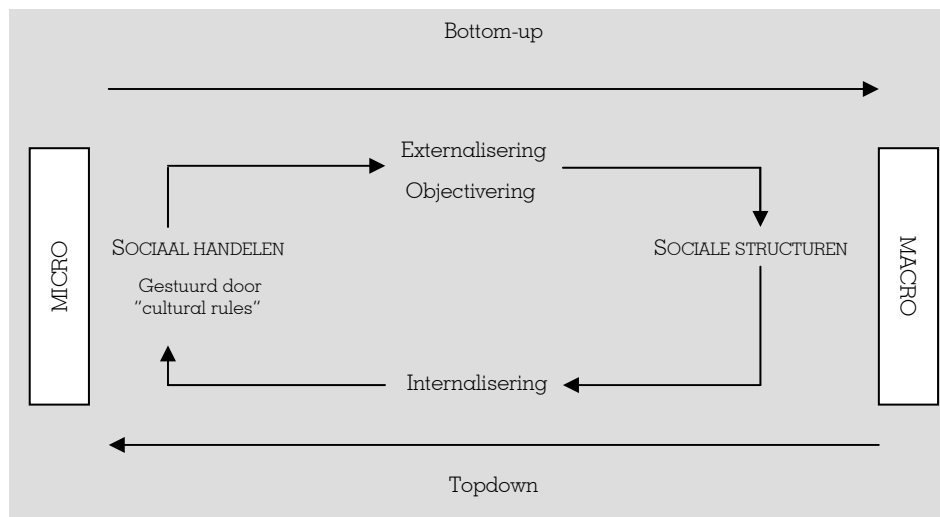 Bottom-up
Externalisering
Objectivering
MICRO
SOCIAAL HANDELEN
Gestuurd door
"cultural rules"
SOCIALE STRUCTUREN
MACRO
Internalisering
Topdown